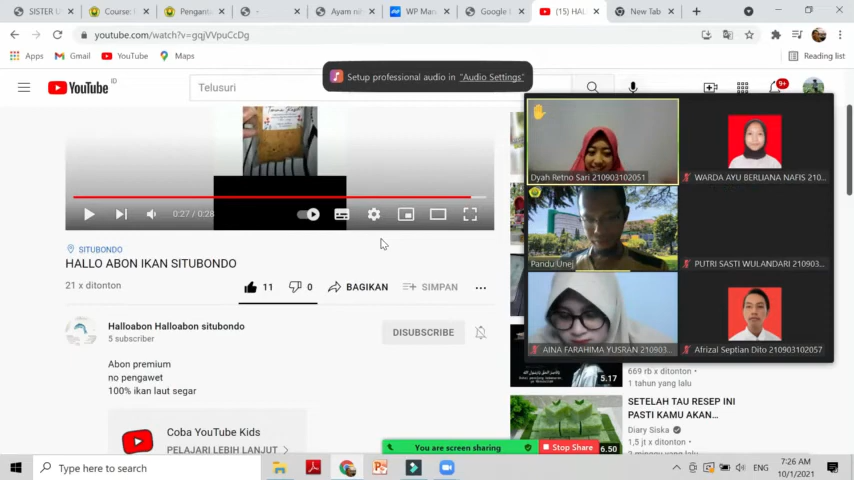 SISTER U
Course: 
Pengant
-
Ayam ni
WP Mas
Google 
(15) HAL
New Tab
youtube.com/watch?v=gqjVVpuCcDg
Apps
Gmail
YouTube
Maps
Reading list
Setup professional audio in "Audio Settings"
YouTube
ID
Telusuri
9+
Dyah Retno Sari 210903102051
WARDA AYU BERLIANA NAFIS 210...
Pandu Unej
PUTRI SASTI WULANDARI 210903...
AINA FARAHIMA YUSRAN 210903...
Afrizal Septian Dito 210903102057
0:27 / 0:28
SITUBONDO
HALLO ABON IKAN SITUBONDO
21 x ditonton
11
0
BAGIKAN
SIMPAN
Halloabon Halloabon situbondo
5 subscriber
DISUBSCRIBE
Abon premium
no pengawet
100% ikan laut segar
Coba YouTube Kids
PELAJARI LEBIH LANJUT
5.17
669 rb x ditonton •
1 tahun yang lalu
SETELAH TAU RESEP INI
PASTI KAMU AKAN...
Diary Siska
1,5 jt x ditonton •
6.50
You are screen sharing
Stop Share
Type here to search
ENG
7:26 AM
10/1/2021